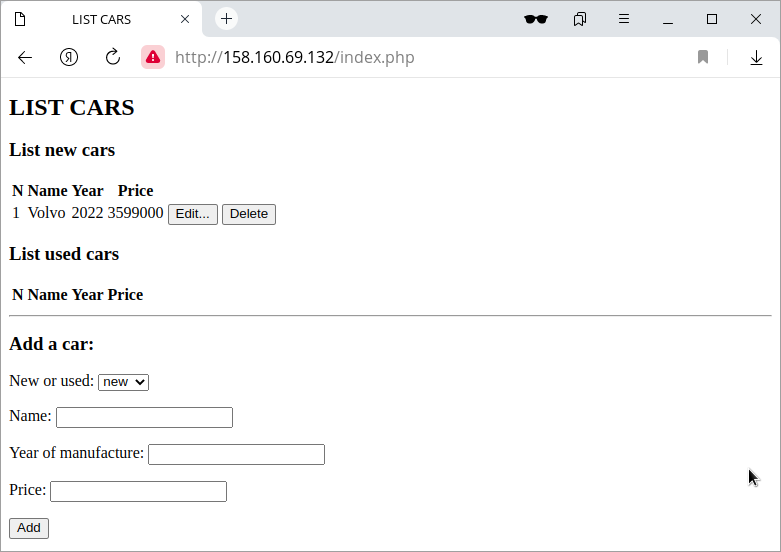 LIST CARS
http://158.160.69.132/index.php
LIST CARS
List new cars
N Name Year Price
1 Volvo 2022 3599000 Edit... Delete
List used cars
N Name Year Price
Add a car:
New or used: new
Name:
Year of manufacture:
Price:
Add